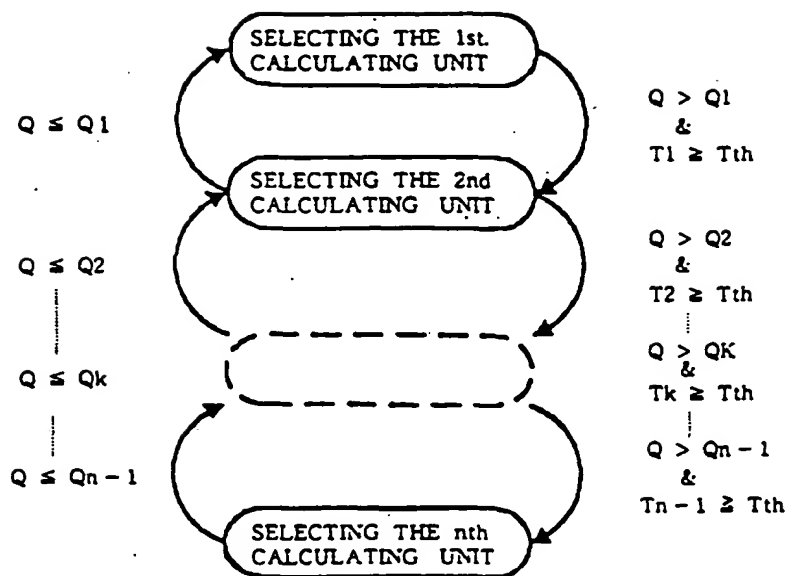 SELECTING THE 1st.
CALCULATING UNIT
Q ≤ Q1
Q > Q1
&
T1 ≥ Tth
SELECTING THE 2nd
CALCULATING UNIT
Q ≤ Q2
Q > Q2
&
T2 ≥ Tth
Q ≤ Qk
Q > QK
&
Tk ≥ Tth
Q ≤ Qn-1
Q > Qn-1
&
Tn-1 ≥ Tth
SELECTING THE nth
CALCULATING UNIT